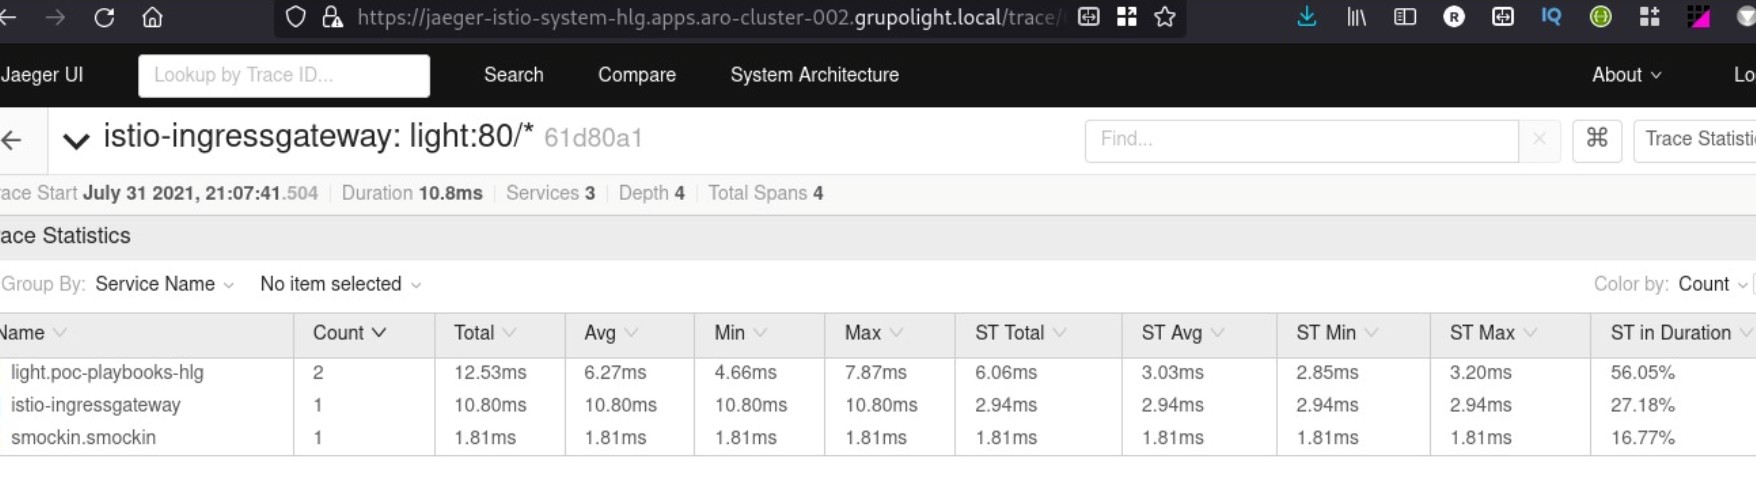 https://jaeger-istio-system-hlg.apps.aro-cluster-002.grupolight.local/trace/
R IQ
Jaeger UI Lookup by Trace ID... Search Compare System Architecture About Lo
istio-ingressgateway: light:80/* 61d80a1 Find... Trace Statisti
ace Start July 31 2021, 21:07:41.504 Duration 10.8ms Services 3 Depth 4 Total Spans 4
ace Statistics
Group By: Service Name No item selected Color by: Count
Name Count Total Avg Min Max ST Total ST Avg ST Min ST Max ST in Duration
light.poc-playbooks-hlg 2 12.53ms 6.27ms 4.66ms 7.87ms 6.06ms 3.03ms 2.85ms 3.20ms 56.05%
istio-ingressgateway 1 10.80ms 10.80ms 10.80ms 10.80ms 2.94ms 2.94ms 2.94ms 2.94ms 27.18%
smockin.smockin 1 1.81ms 1.81ms 1.81ms 1.81ms 1.81ms 1.81ms 1.81ms 1.81ms 16.77%